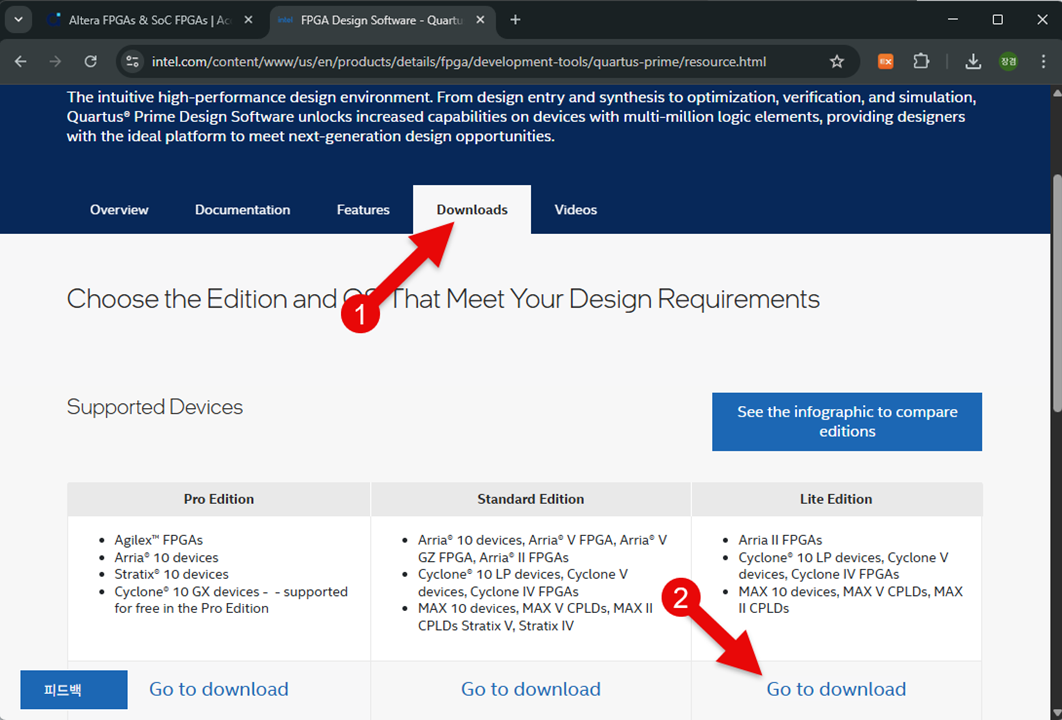 Altera FPGAs & SoC FPGAs | Ac
intel FPGA Design Software - Quartu
intel.com/content/www/us/en/products/details/fpga/development-tools/quartus-prime/resource.html
EX
장결
The intuitive high-performance design environment. From design entry and synthesis to optimization, verification, and simulation,
Quartus® Prime Design Software unlocks increased capabilities on devices with multi-million logic elements, providing designers
with the ideal platform to meet next-generation design opportunities.
Overview Documentation Features Downloads Videos
Choose the Edition and That Meet Your Design Requirements
1
Supported Devices
See the infographic to compare
editions
Pro Edition Standard Edition Lite Edition
• Agilex™ FPGAs
• Arria® 10 devices
• Stratix® 10 devices
• Cyclone® 10 GX devices - - supported
for free in the Pro Edition
• Arria® 10 devices, Arria® V FPGA, Arria® V
GZ FPGA, Arria® II FPGAs
• Cyclone® 10 LP devices, Cyclone V
devices, Cyclone IV FPGAs
• MAX 10 devices, MAX V CPLDs, MAX II
CPLDs Stratix V, Stratix IV
• Arria II FPGAs
• Cyclone® 10 LP devices, Cyclone V
devices, Cyclone IV FPGAs
• MAX 10 devices, MAX V CPLDs, MAX
II CPLDs
2
피드백
Go to download Go to download Go to download